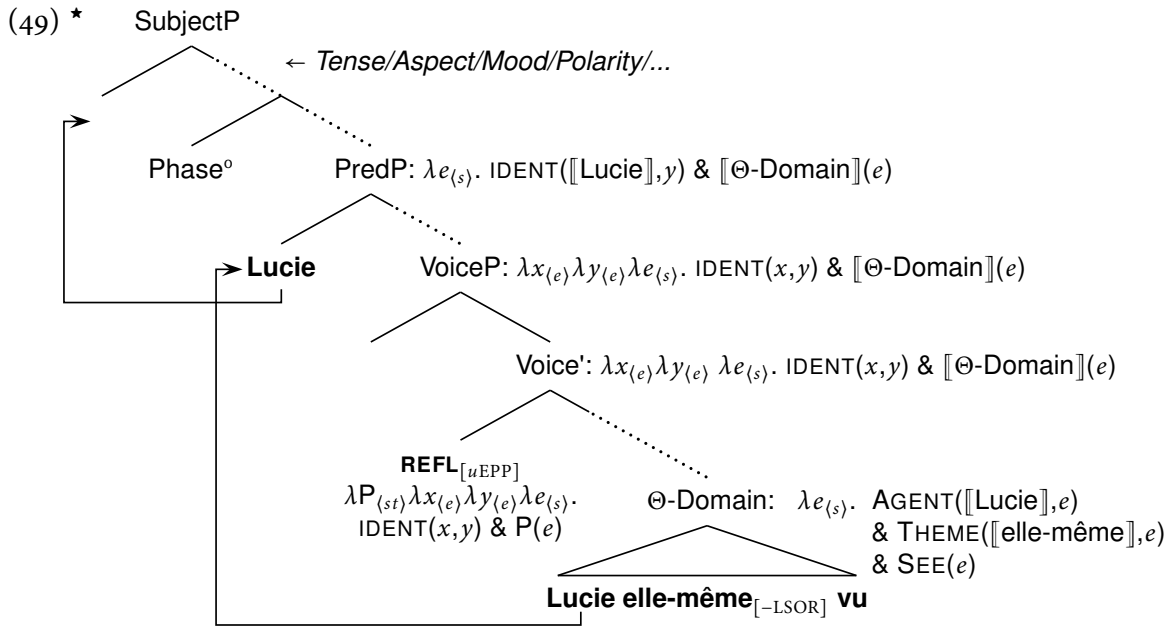 (49) ★ SubjectP
← Tense/Aspect/Mood/Polarity/...
Phase° PredP: λe⟨s⟩. IDENT(⟦Lucie⟧,y) & ⟦Θ-Domain⟧(e)
Lucie VoiceP: λx⟨e⟩λy⟨e⟩λe⟨s⟩. IDENT(x,y) & ⟦Θ-Domain⟧(e)
Voice': λx⟨e⟩λy⟨e⟩ λe⟨s⟩. IDENT(x,y) & ⟦Θ-Domain⟧(e)
REFL[uEPP]
λP⟨st⟩λx⟨e⟩λy⟨e⟩λe⟨s⟩. Θ-Domain: λe⟨s⟩. AGENT(⟦Lucie⟧,e)
IDENT(x,y) & P(e) & THEME(⟦elle-même⟧,e)
& SEE(e)
Lucie elle-même[−LSOR] vu